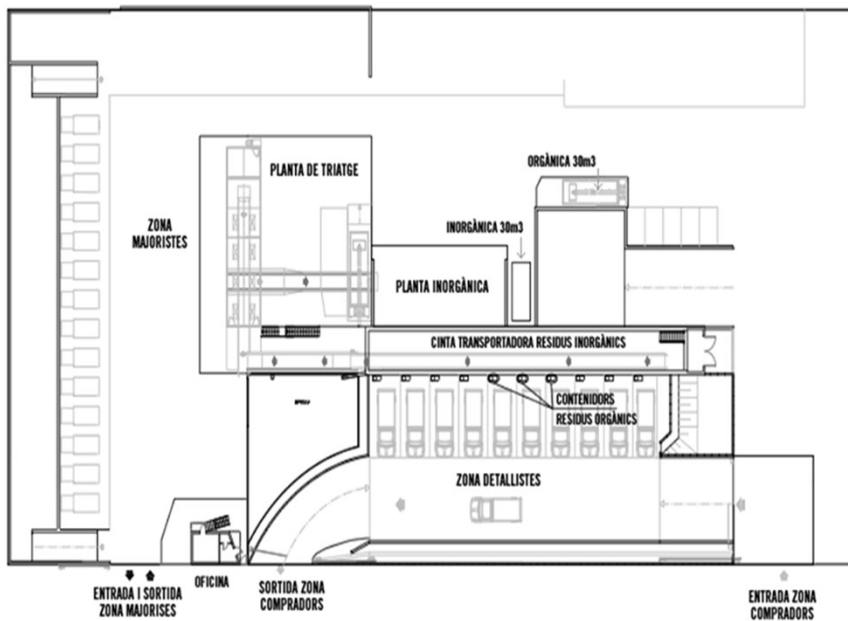 ORGÀNICA 30m3
PLANTA DE TRIATGE
ZONA
MAJORISTES
INORGÀNICA 30m3
PLANTA INORGÀNICA
CINTA TRANSPORTADORA RESIDUS INORGÀNICS
CONTENIDORS
RESIDUS ORGÀNICS
ZONA DETALLISTES
OFICINA
ENTRADA I SORTIDA
ZONA MAJORISES
SORTIDA ZONA
COMPRADORS
ENTRADA ZONA
COMPRADORS